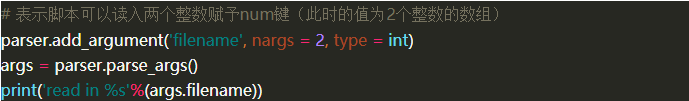 # 表示脚本可以读入两个整数赋予num键（此时的值为2个整数的数组）
parser.add_argument('filename', nargs = 2, type = int)
args = parser.parse_args()
print('read in %s'%(args.filename))